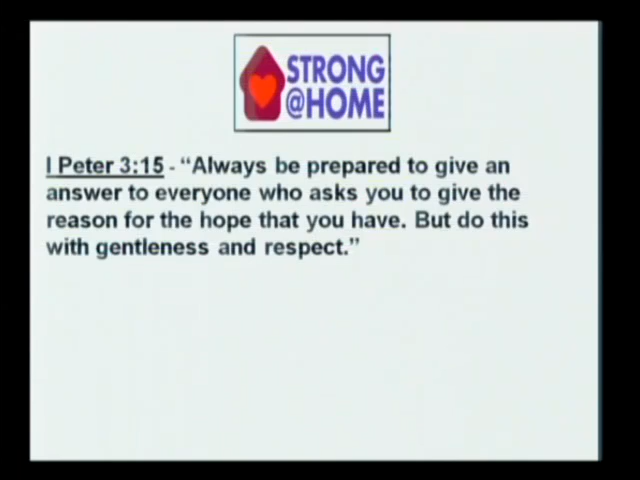 STRONG
@HOME
I Peter 3:15 - “Always be prepared to give an
answer to everyone who asks you to give the
reason for the hope that you have. But do this
with gentleness and respect.”